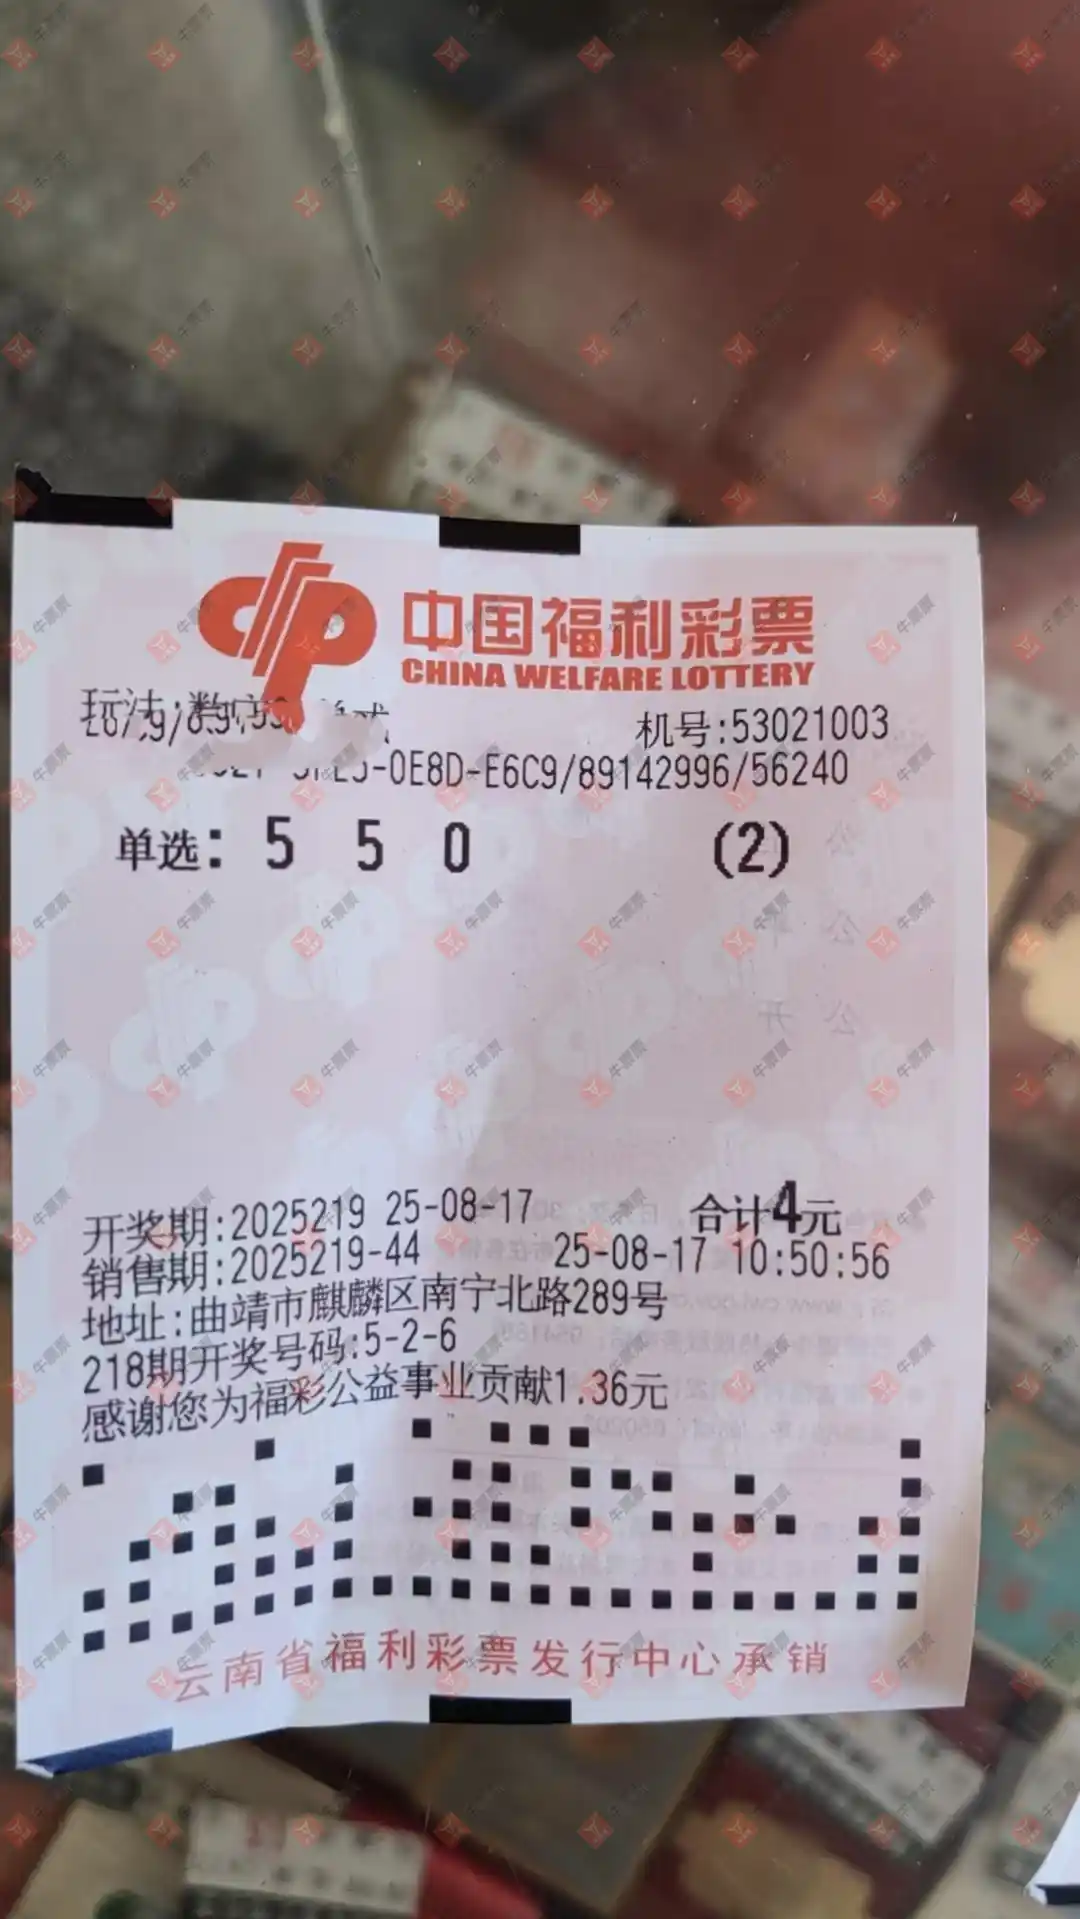 中国福利彩票
CHINA WELFARE LOTTERY
玩法:
机号:53021003
-0E8D-E6C9/89142996/56240
单选: 5 5 0 (2)
开奖期:2025219 25-08-17 合计4元
销售期:2025219-44 25-08-17 10:50:56
地址:曲靖市麒麟区南宁北路289号
218期开奖号码:5-2-6
感谢您为福彩公益事业贡献1.36元
云南省福利彩票发行中心承销
牛票票